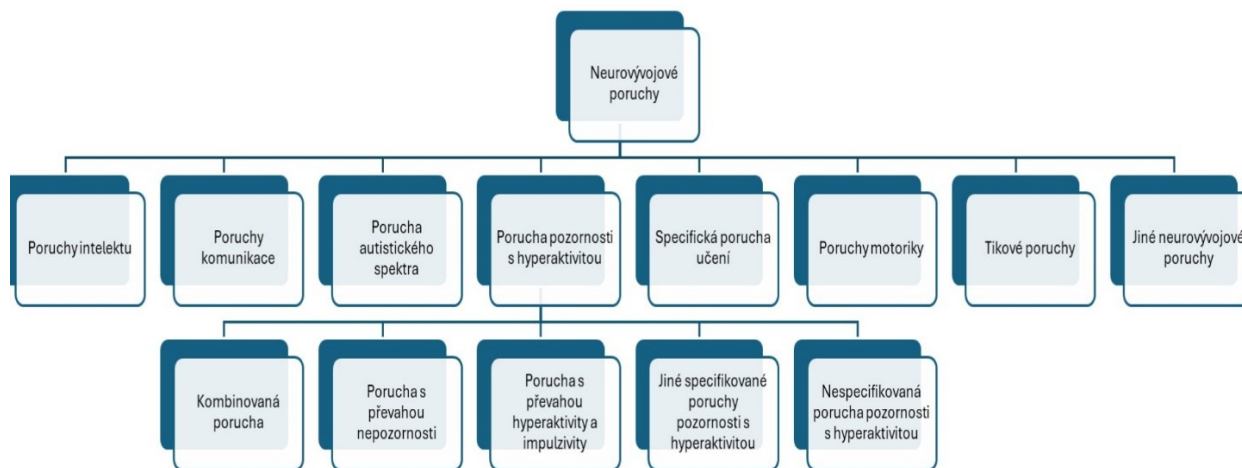 Neurovývojové
poruchy
Poruchy intelektu
Poruchy
komunikace
Porucha
autistického
spektra
Porucha pozornosti
s hyperaktivitou
Specifická porucha
učení
Poruchy motoriky
Tikové poruchy
Jiné neurovývojové
poruchy
Kombinovaná
porucha
Porucha s
převahou
nepozornosti
Porucha s
převahou
hyperaktivity a
impulzivity
Jiné specifikované
poruchy
pozornosti s
hyperaktivitou
Nespecifikovaná
porucha pozornosti
s hyperaktivitou